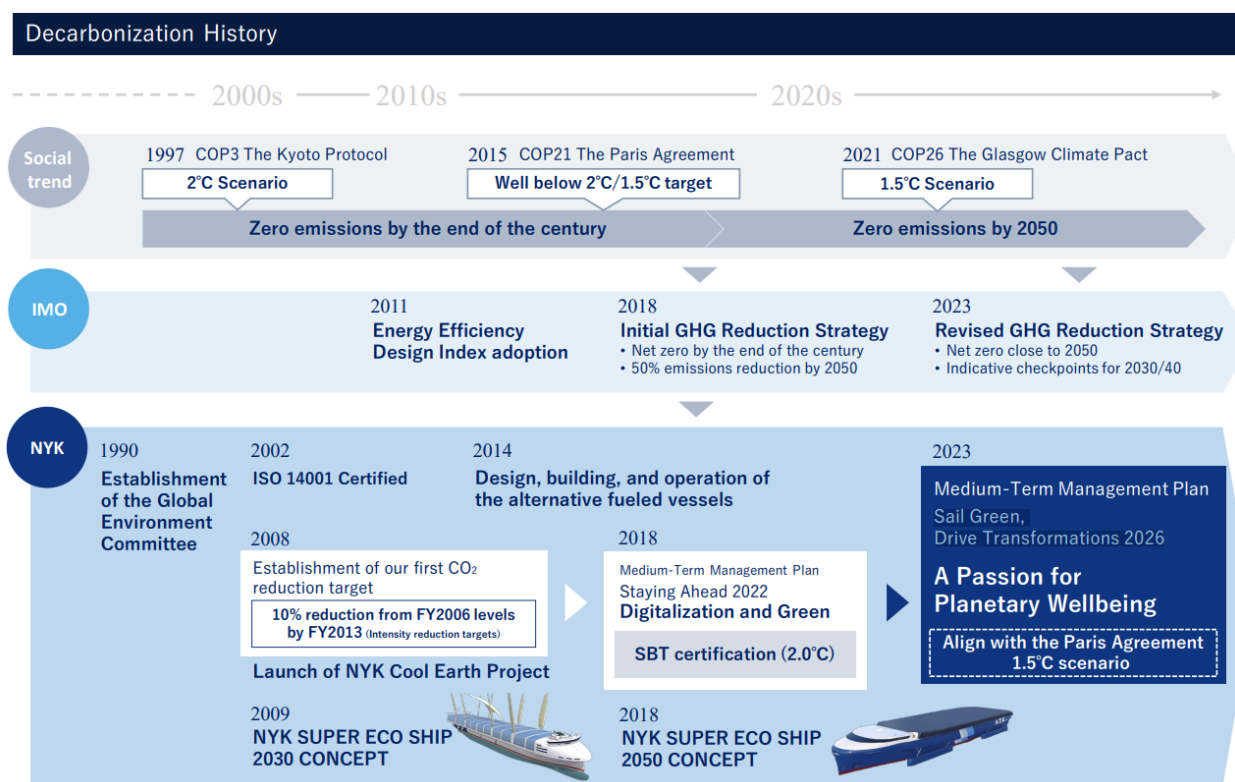 Decarbonization History
2000s
2010s
2020s
Social
trend
1997 COP3 The Kyoto Protocol
2°C Scenario
2015 COP21 The Paris Agreement
Well below 2°C/1.5°C target
2021 COP26 The Glasgow Climate Pact
1.5°C Scenario
Zero emissions by the end of the century
Zero emissions by 2050
IMO
2011
Energy Efficiency
Design Index adoption
2018
Initial GHG Reduction Strategy
• Net zero by the end of the century
• 50% emissions reduction by 2050
2023
Revised GHG Reduction Strategy
• Net zero close to 2050
• Indicative checkpoints for 2030/40
NYK
1990
Establishment
of the Global
Environment
Committee
2002
ISO 14001 Certified
2008
Establishment of our first CO₂
reduction target
10% reduction from FY2006 levels
by FY2013 (Intensity reduction targets)
Launch of NYK Cool Earth Project
2009
NYK SUPER ECO SHIP
2030 CONCEPT
2014
Design, building, and operation of
the alternative fueled vessels
2018
Medium-Term Management Plan
Staying Ahead 2022
Digitalization and Green
SBT certification (2.0°C)
2018
NYK SUPER ECO SHIP
2050 CONCEPT
2023
Medium-Term Management Plan
Sail Green,
Drive Transformations 2026
A Passion for
Planetary Wellbeing
Align with the Paris Agreement
1.5°C scenario